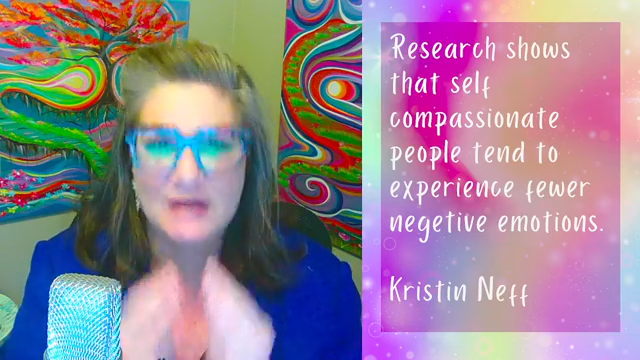 Research shows
that self
compassionate
people tend to
experience fewer
negetive emotions.
Kristin Neff